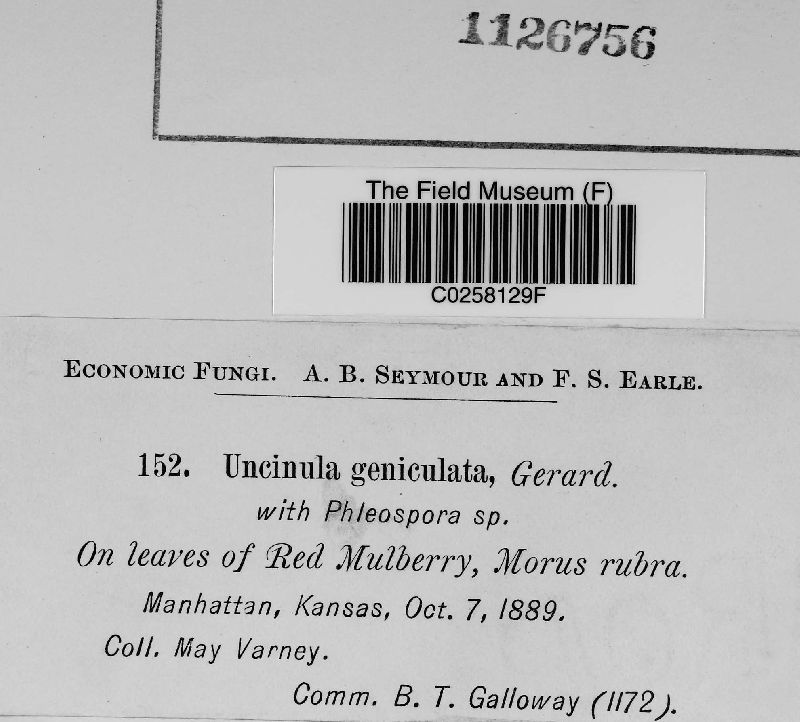 1126756
The Field Museum (F)
C0258129F
Economic Fungi. A. B. Seymour and F. S. Earle.
152. Uncinula geniculata, Gerard.
with Phleospora sp.
On leaves of Red Mulberry, Morus rubra.
Manhattan, Kansas, Oct. 7, 1889.
Coll. May Varney.
Comm. B. T. Galloway (1172).